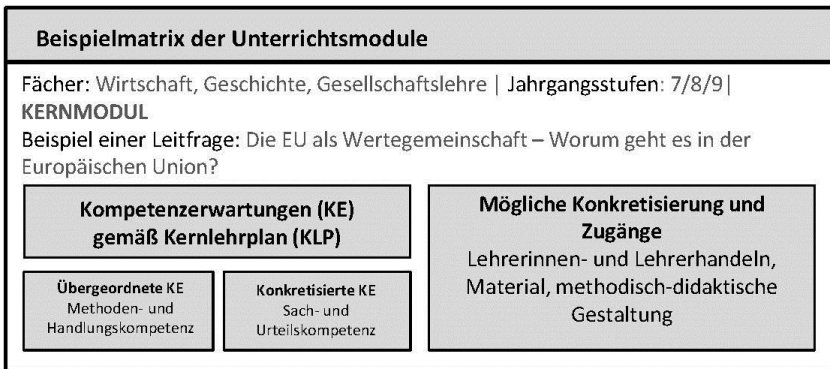 Beispielmatrix der Unterrichtsmodule
Fächer: Wirtschaft, Geschichte, Gesellschaftslehre | Jahrgangsstufen: 7/8/9|
KERNMODUL
Beispiel einer Leitfrage: Die EU als Wertegemeinschaft – Worum geht es in der
Europäischen Union?
Kompetenzerwartungen (KE)
gemäß Kernlehrplan (KLP)
Übergeordnete KE
Methoden- und
Handlungskompetenz
Konkretisierte KE
Sach- und
Urteilskompetenz
Mögliche Konkretisierung und
Zugänge
Lehrerinnen- und Lehrerhandeln,
Material, methodisch-didaktische
Gestaltung